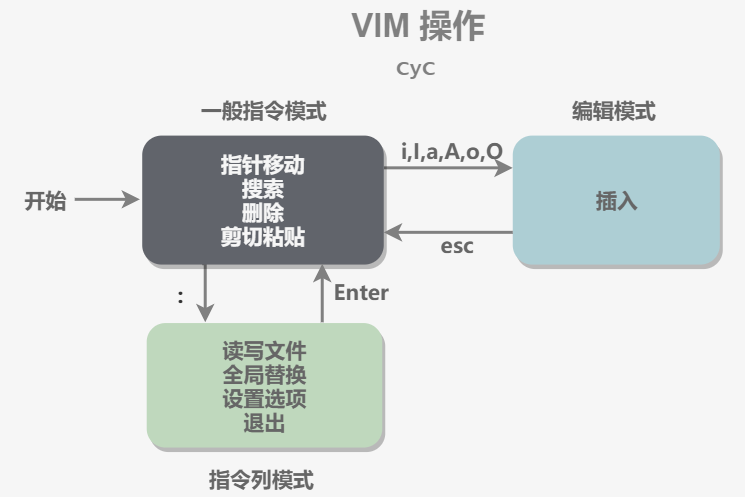 VIM 操作
CyC
一般指令模式
编辑模式
开始
指针移动
搜索
删除
剪切粘贴
i,I,a,A,o,O
插入
esc
:
Enter
读写文件
全局替换
设置选项
退出
指令列模式